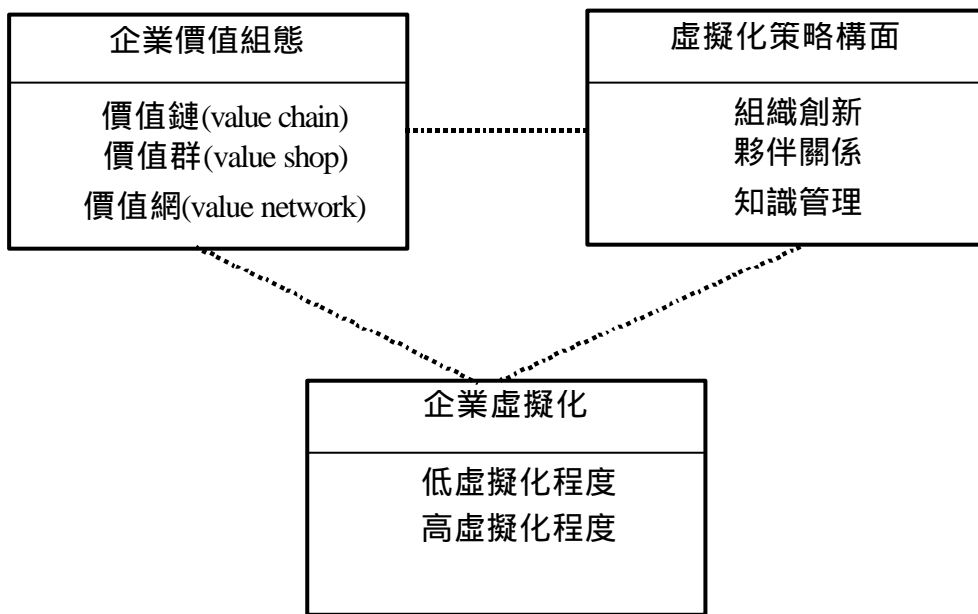 企業價值組態
價值鏈(value chain)
價值群(value shop)
價值網(value network)
虛擬化策略構面
組織創新
夥伴關係
知識管理
企業虛擬化
低虛擬化程度
高虛擬化程度